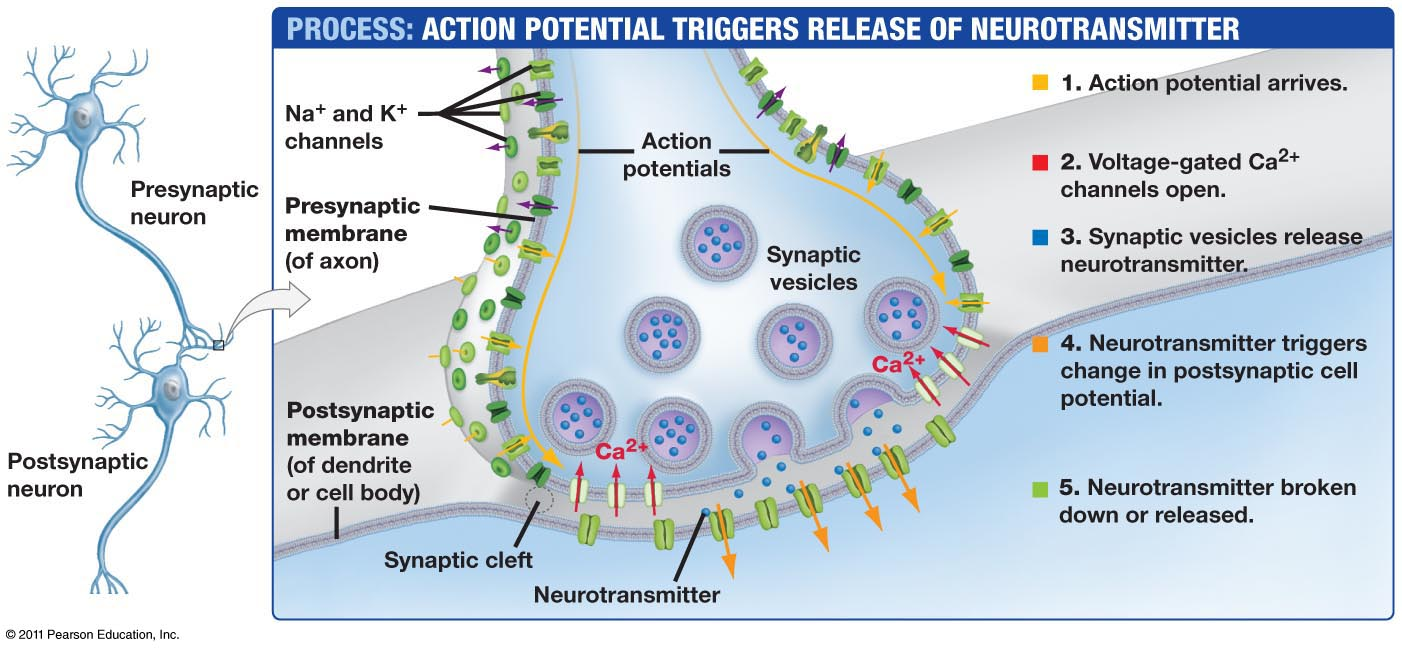 PROCESS: ACTION POTENTIAL TRIGGERS RELEASE OF NEUROTRANSMITTER
Presynaptic
neuron
Postsynaptic
neuron
Na⁺ and K⁺
channels
Presynaptic
membrane
(of axon)
Postsynaptic
membrane
(of dendrite
or cell body)
Action
potentials
Synaptic
vesicles
Ca²⁺
Ca²⁺
Synaptic cleft
Neurotransmitter
1. Action potential arrives.
2. Voltage-gated Ca²⁺
channels open.
3. Synaptic vesicles release
neurotransmitter.
4. Neurotransmitter triggers
change in postsynaptic cell
potential.
5. Neurotransmitter broken
down or released.
© 2011 Pearson Education, Inc.